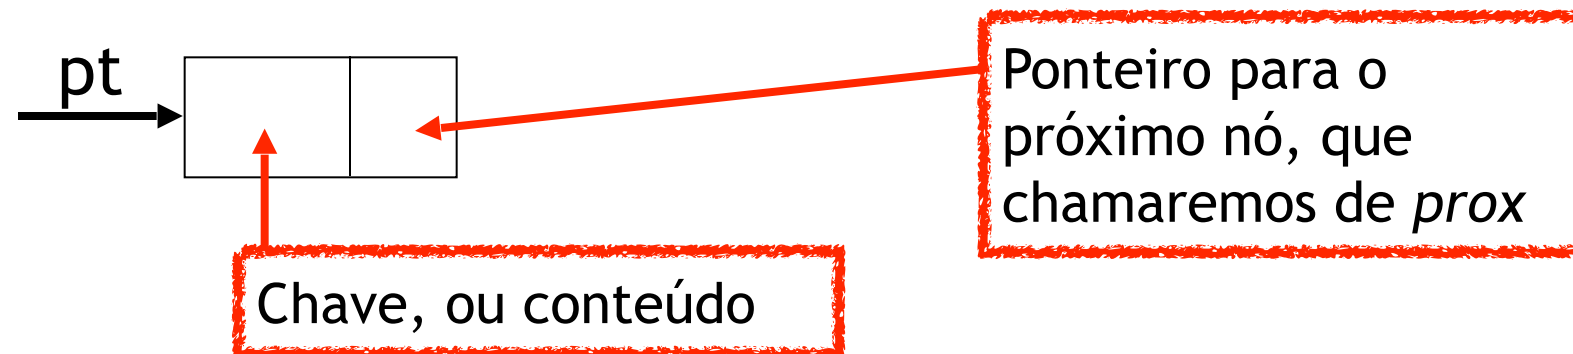 pt
Ponteiro para o
próximo nó, que
chamaremos de prox
Chave, ou conteúdo